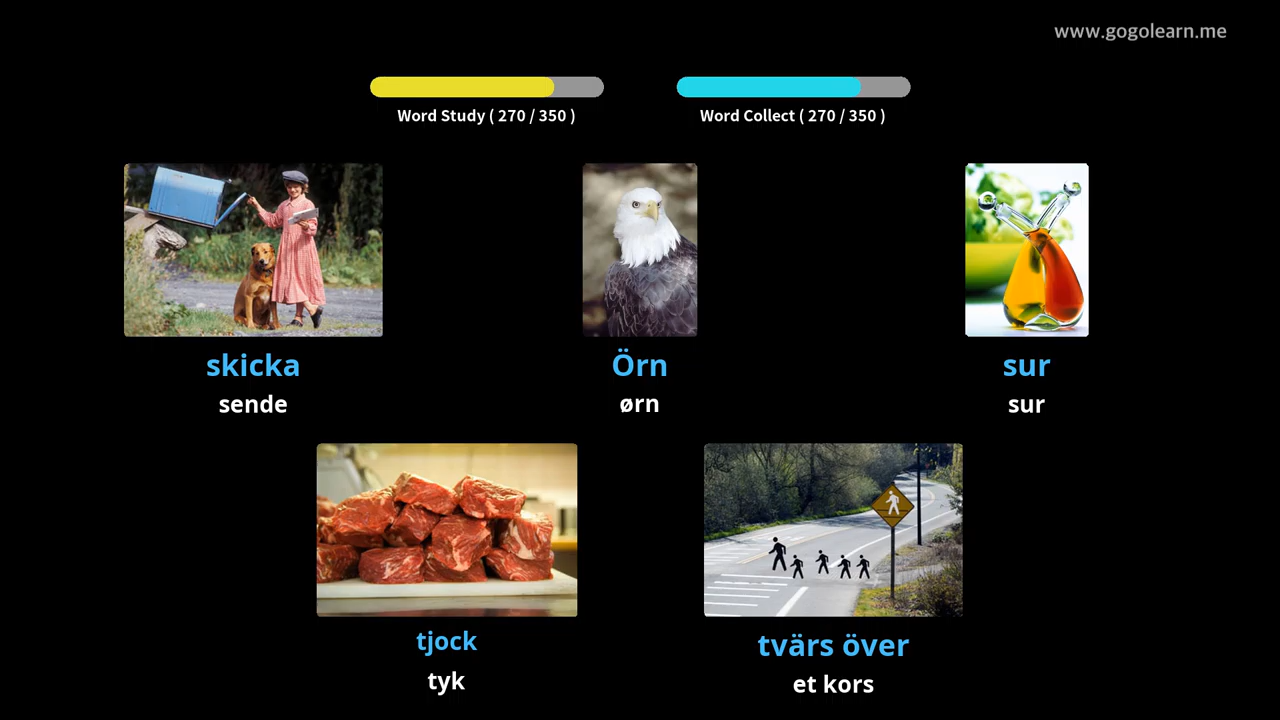 www.gogolearn.me
Word Study ( 270 / 350 )
Word Collect ( 270 / 350 )
skicka
sende
Örn
ørn
sur
sur
tjock
tyk
tvärs över
et kors